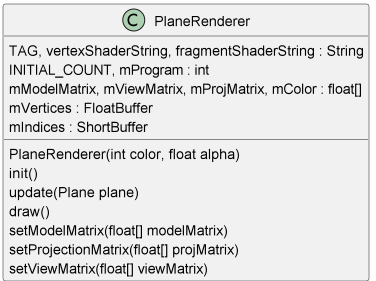 C PlaneRenderer
TAG, vertexShaderString, fragmentShaderString : String
INITIAL_COUNT, mProgram : int
mModelMatrix, mViewMatrix, mProjMatrix, mColor : float[]
mVertices : FloatBuffer
mIndices : ShortBuffer
PlaneRenderer(int color, float alpha)
init()
update(Plane plane)
draw()
setModelMatrix(float[] modelMatrix)
setProjectionMatrix(float[] projMatrix)
setViewMatrix(float[] viewMatrix)